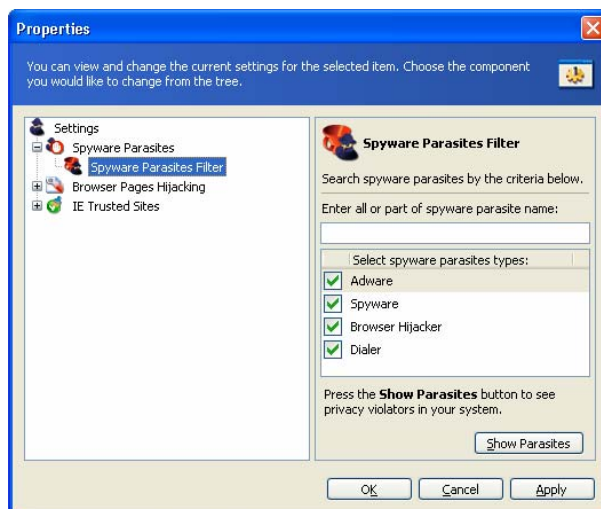 Properties
You can view and change the current settings for the selected item. Choose the component
you would like to change from the tree.
Settings
Spyware Parasites
Spyware Parasites Filter
Browser Pages Hijacking
IE Trusted Sites
Spyware Parasites Filter
Search spyware parasites by the criteria below.
Enter all or part of spyware parasite name:
Select spyware parasites types:
Adware
Spyware
Browser Hijacker
Dialer
Press the Show Parasites button to see
privacy violators in your system.
Show Parasites
OK
Cancel
Apply